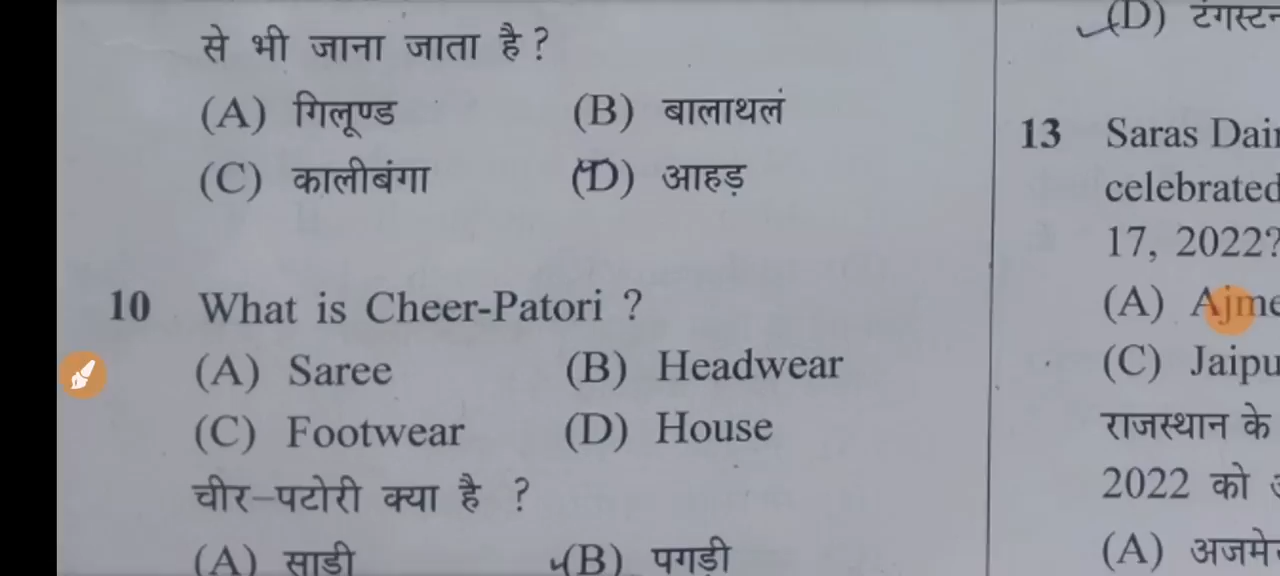 से भी जाना जाता है ?
(A) गिलूण्ड (B) बालाथलं
(C) कालीबंगा (D) आहड़
10 What is Cheer-Patori ?
(A) Saree (B) Headwear
(C) Footwear (D) House
चीर-पटोरी क्या है ?
(A) साडी (B) पगड़ी
(D) टंगस्टन
13 Saras Dair
celebrated
17, 2022?
(A) Ajme
(C) Jaipu
राजस्थान के
2022 को
(A) अजमे